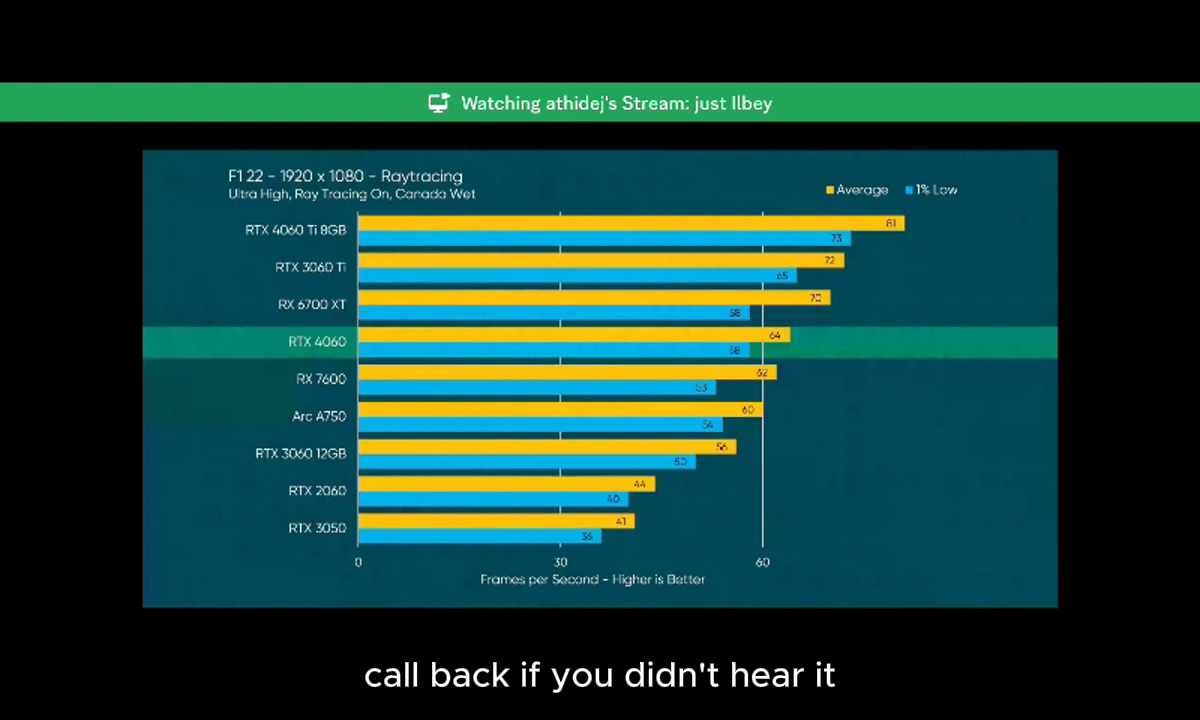 Watching athidej's Stream: just Ilbey
F1 22 - 1920 x 1080 - Raytracing
Ultra High, Ray Tracing On, Canada Wet
Average 1% Low
RTX 4060 Ti 8GB 81
73
RTX 3060 Ti 72
65
RX 6700 XT 70
58
RTX 4060 64
58
RX 7600 62
53
Arc A750 60
54
RTX 3060 12GB 56
50
RTX 2060 44
40
RTX 3050 41
36
0 30 60
Frames per Second - Higher is Better
call back if you didn't hear it